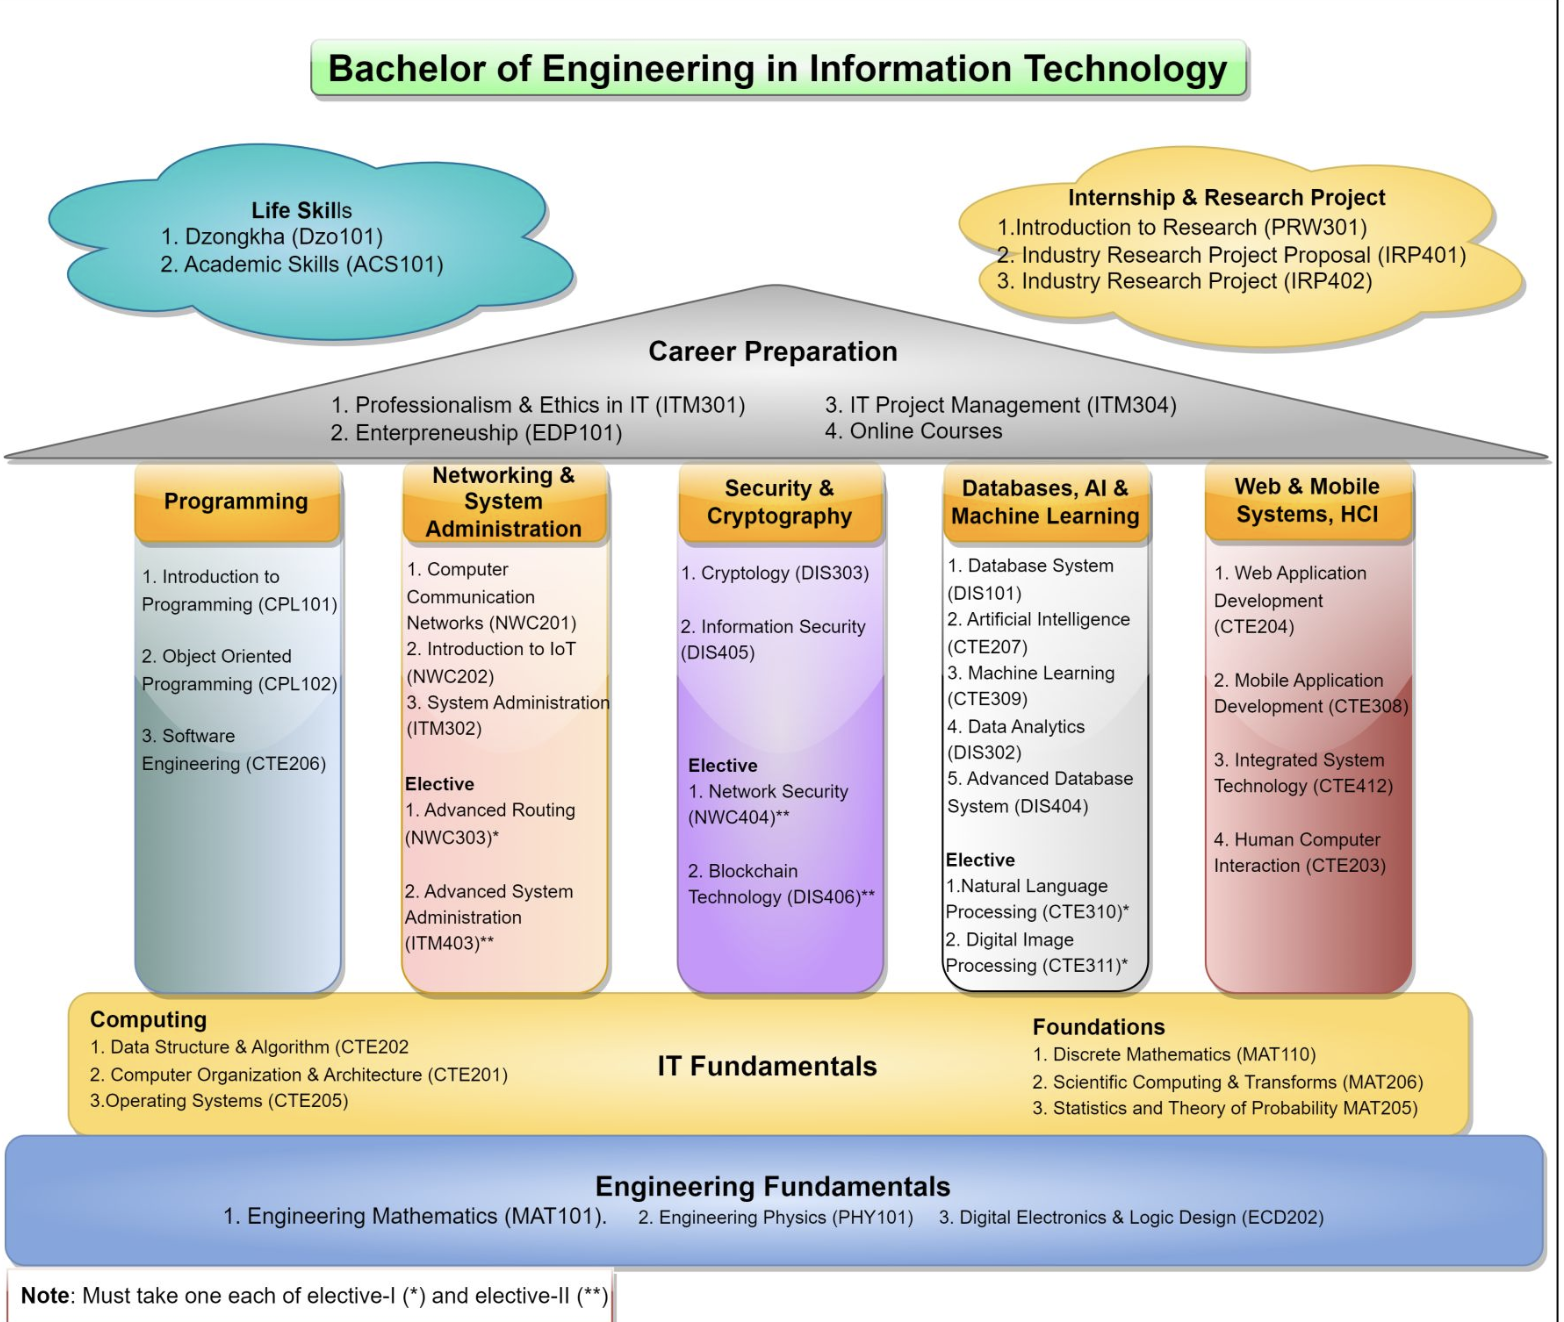 Bachelor of Engineering in Information Technology
Life Skills
1. Dzongkha (Dzo101)
2. Academic Skills (ACS101)
Internship & Research Project
1.Introduction to Research (PRW301)
2. Industry Research Project Proposal (IRP401)
3. Industry Research Project (IRP402)
Career Preparation
1. Professionalism & Ethics in IT (ITM301)
2. Enterpreneuship (EDP101)
3. IT Project Management (ITM304)
4. Online Courses
Programming
1. Introduction to
Programming (CPL101)
2. Object Oriented
Programming (CPL102)
3. Software
Engineering (CTE206)
Networking &
System
Administration
1. Computer
Communication
Networks (NWC201)
2. Introduction to IoT
(NWC202)
3. System Administration
(ITM302)
Elective
1. Advanced Routing
(NWC303)*
2. Advanced System
Administration
(ITM403)**
Security &
Cryptography
1. Cryptology (DIS303)
2. Information Security
(DIS405)
Elective
1. Network Security
(NWC404)**
2. Blockchain
Technology (DIS406)**
Databases, AI &
Machine Learning
1. Database System
(DIS101)
2. Artificial Intelligence
(CTE207)
3. Machine Learning
(CTE309)
4. Data Analytics
(DIS302)
5. Advanced Database
System (DIS404)
Elective
1.Natural Language
Processing (CTE310)*
2. Digital Image
Processing (CTE311)*
Web & Mobile
Systems, HCI
1. Web Application
Development
(CTE204)
2. Mobile Application
Development (CTE308)
3. Integrated System
Technology (CTE412)
4. Human Computer
Interaction (CTE203)
Computing
1. Data Structure & Algorithm (CTE202
2. Computer Organization & Architecture (CTE201)
3.Operating Systems (CTE205)
IT Fundamentals
Foundations
1. Discrete Mathematics (MAT110)
2. Scientific Computing & Transforms (MAT206)
3. Statistics and Theory of Probability MAT205)
Engineering Fundamentals
1. Engineering Mathematics (MAT101). 2. Engineering Physics (PHY101) 3. Digital Electronics & Logic Design (ECD202)
Note: Must take one each of elective-I (*) and elective-II (**)